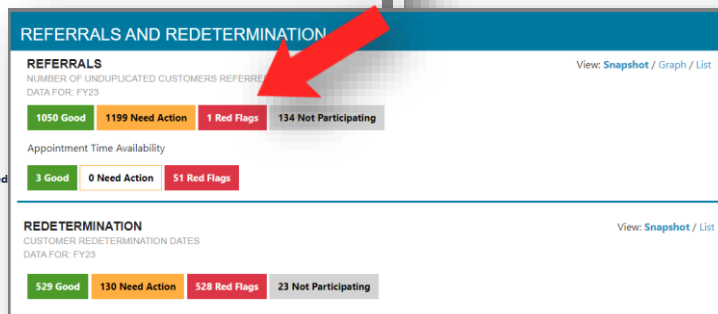 REFERRALS AND REDETERMINATION
REFERRALS
View: Snapshot / Graph / List
NUMBER OF UNDUPLICATED CUSTOMERS
DATA FOR: FY23
1050 Good 1199 Need Action 1 Red Flags 134 Not Participating
Appointment Time Availability
3 Good 0 Need Action 51 Red Flags
REDETERMINATION
View: Snapshot / List
CUSTOMER REDETERMINATION DATES
DATA FOR: FY23
529 Good 130 Need Action 528 Red Flags 23 Not Participating